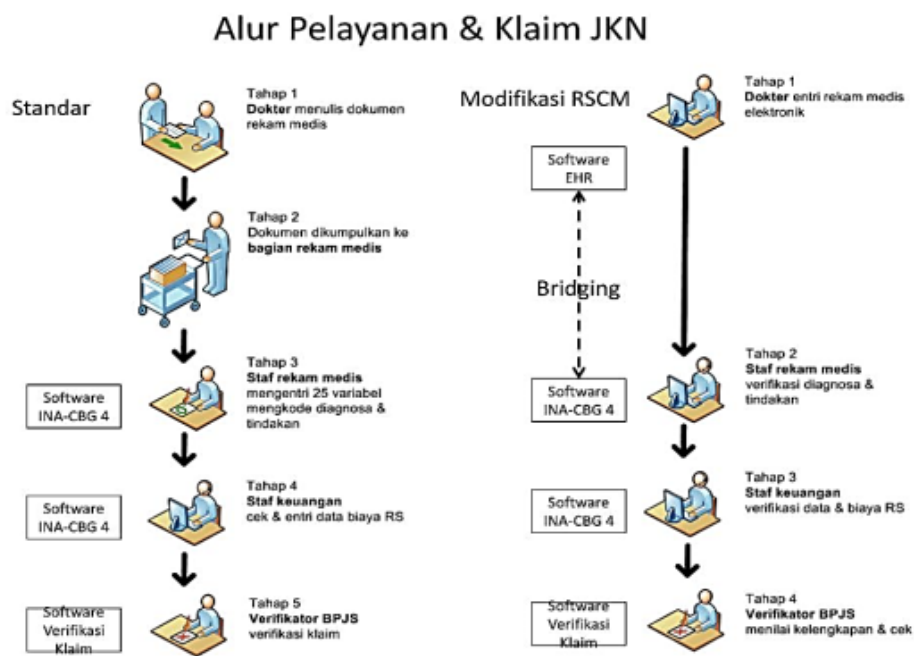 Alur Pelayanan & Klaim JKN
Standar
Tahap 1
Dokter menulis dokumen
rekam medis
Tahap 2
Dokumen dikumpulkan ke
bagian rekam medis
Software
INA-CBG 4
Tahap 3
Staf rekam medis
mengentri 25 variabel
mengkode diagnosa &
tindakan
Software
INA-CBG 4
Tahap 4
Staf keuangan
cek & entri data biaya RS
Software
Verifikasi
Klaim
Tahap 5
Verifikator BPJS
verifikasi klaim
Modifikasi RSCM
Tahap 1
Dokter entri rekam medis
elektronik
Software
EHR
Bridging
Software
INA-CBG 4
Tahap 2
Staf rekam medis
verifikasi diagnosa &
tindakan
Software
INA-CBG 4
Tahap 3
Staf keuangan
verifikasi data & biaya RS
Software
Verifikasi
Klaim
Tahap 4
Verifikator BPJS
menilai kelengkapan & cek